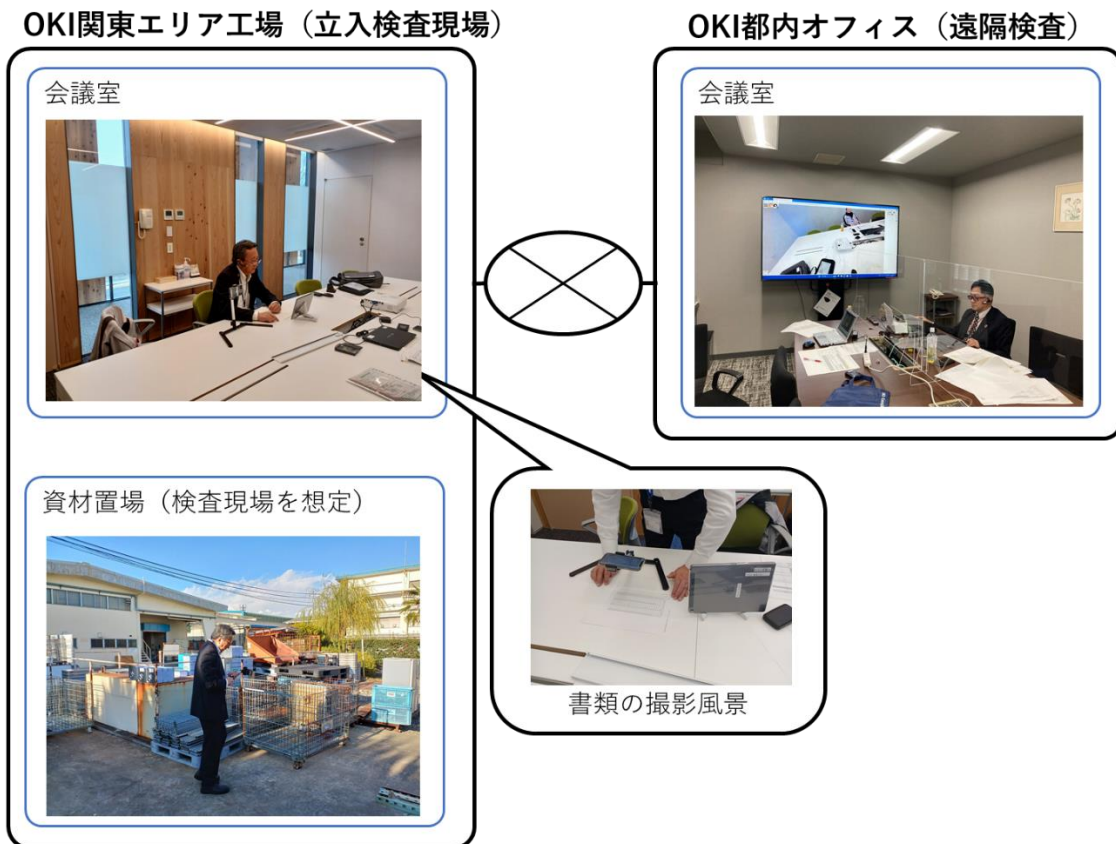 OKI関東エリア工場（立入検査現場）
会議室
資材置場（検査現場を想定）
OKI都内オフィス（遠隔検査）
会議室
書類の撮影風景